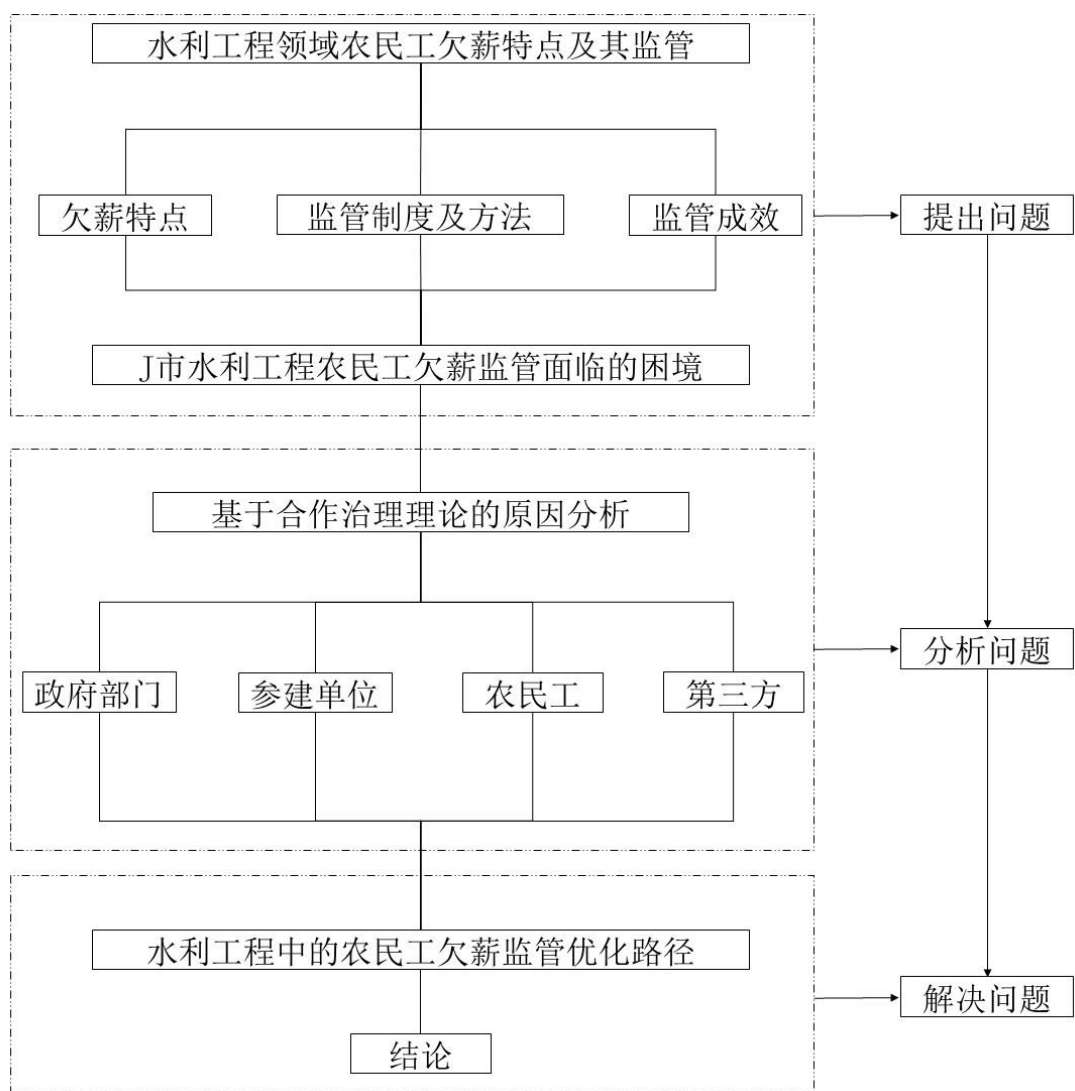 水利工程领域农民工欠薪特点及其监管
欠薪特点
监管制度及方法
监管成效
提出问题
J市水利工程农民工欠薪监管面临的困境
基于合作治理理论的原因分析
政府部门
参建单位
农民工
第三方
分析问题
水利工程中的农民工欠薪监管优化路径
解决问题
结论